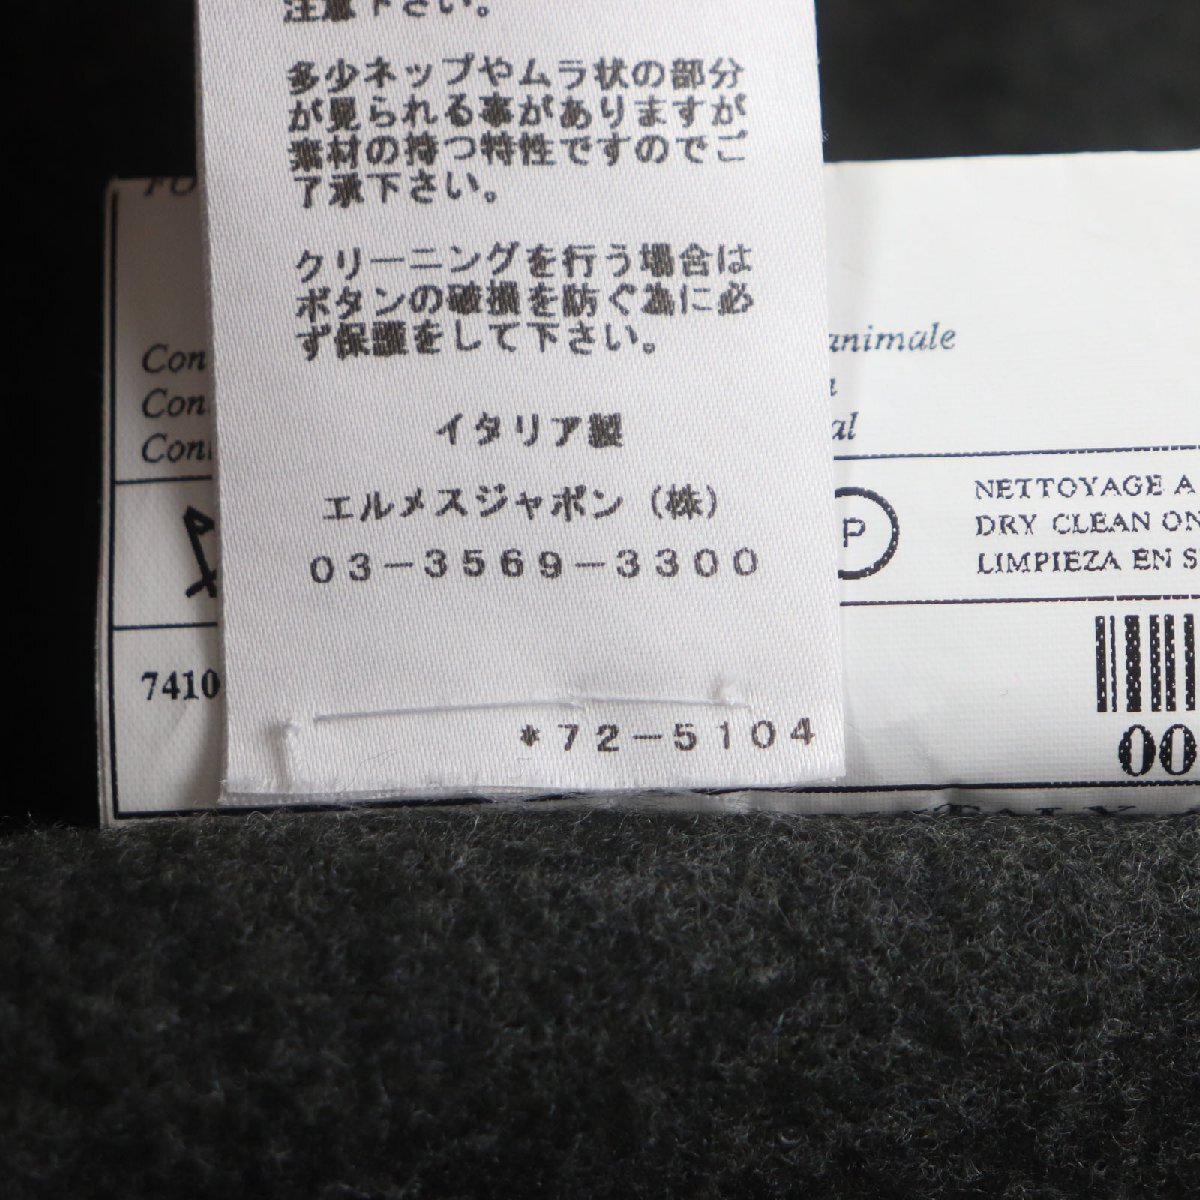 注意下さい。
多少ネップやムラ状の部分
が見られる事がありますが
素材の持つ特性ですのでご
了承下さい。
クリーニングを行う場合は
ボタンの破損を防ぐ為に必
ず保護をして下さい。
イタリア製
エルメスジャポン（株）
03-3569-3300
*72-5104
FO
Con
Con
Con
animale
a
al
P
NETTOYAGE A
DRY CLEAN ON
LIMPIEZA EN S
7410
00